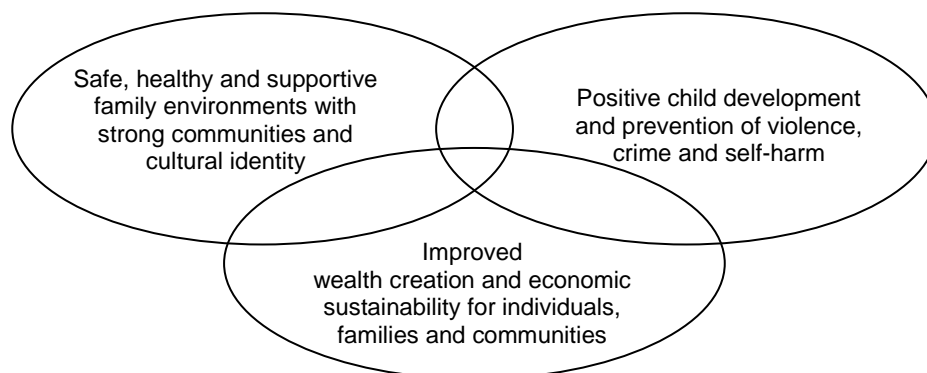 Safe, healthy and supportive
family environments with
strong communities and
cultural identity
Positive child development
and prevention of violence,
crime and self-harm
Improved
wealth creation and economic
sustainability for individuals,
families and communities